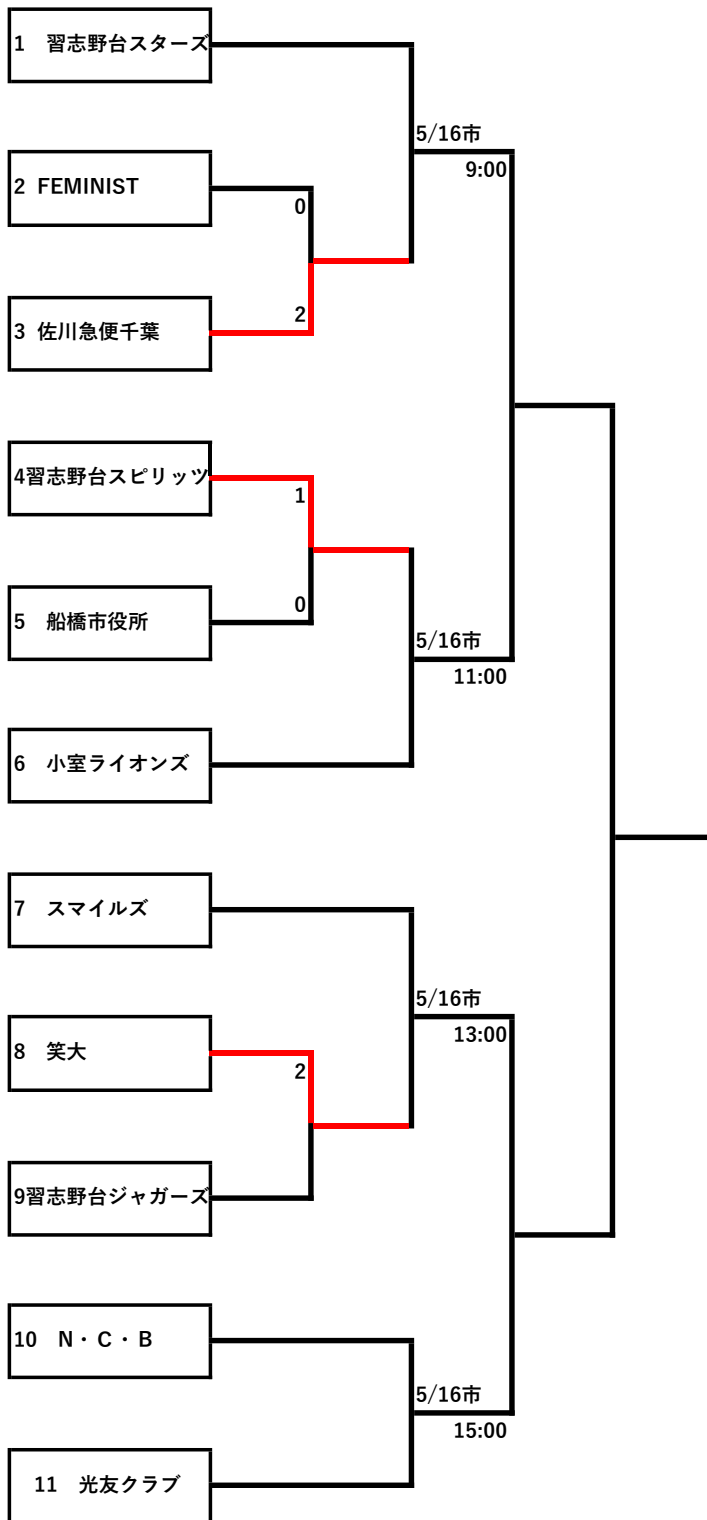 1　習志野台スターズ
5/16市
9:00
2 FEMINIST
0
2
3 佐川急便千葉
4習志野台スピリッツ
1
0
5　船橋市役所
5/16市
11:00
6　小室ライオンズ
7　スマイルズ
5/16市
13:00
8　笑大
2
9習志野台ジャガーズ
10　N・C・B
5/16市
15:00
11　光友クラブ